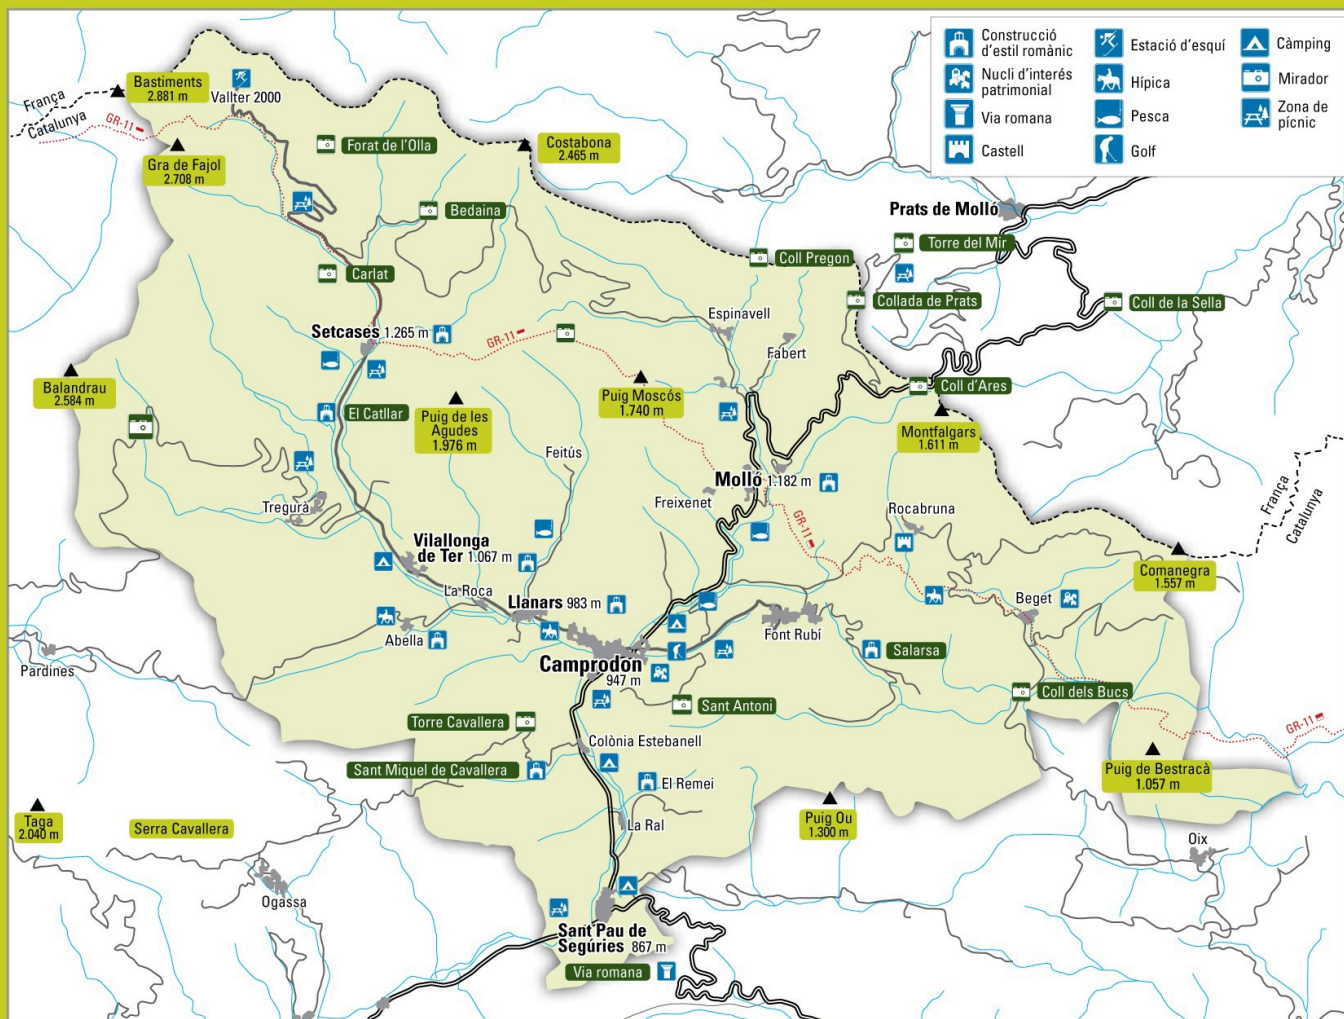 Construcció
d'estil romànic
Nucli d'interés
patrimonial
Via romana
Castell
Estació d'esquí
Hípica
Pesca
Golf
Càmping
Mirador
Zona de
pícnic
França
Catalunya
GR-11
Bastiments
2.881 m
Vallter 2000
Gra de Fajol
2.708 m
Forat de l'Olla
Costabona
2.465 m
Bedaina
Carlat
Prats de Molló
Torre del Mir
Coll Pregon
Collada de Prats
Coll de la Sella
Espinavell
Fabert
Setcases 1.265 m
GR-11
Balandrau
2.584 m
El Catllar
Puig de les
Agudes
1.976 m
Puig Moscós
1.740 m
Coll d'Ares
Montfalgars
1.611 m
Feitús
Molló 1.182 m
Freixenet
Tregurà
Rocabruna
GR-11
França
Catalunya
Vilallonga
de Ter 1.067 m
La Roca
Llanars 983 m
Abella
Camprodon
947 m
Font Rubí
Salarsa
Beget
Comanegra
1.557 m
Pardines
Coll dels Bucs
Sant Antoni
Torre Cavallera
Colònia Estebanell
Sant Miquel de Cavallera
El Remei
La Ral
GR-11
Puig de Bestracà
1.057 m
Puig Ou
1.300 m
Taga
2.040 m
Serra Cavallera
Ogassa
Oix
Sant Pau de
Segúries 867 m
Via romana